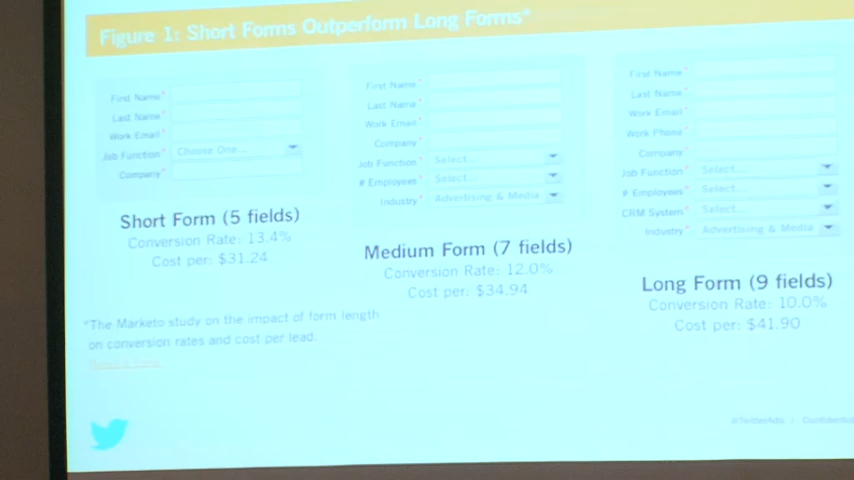 Figure 1: Short Forms Outperform Long Forms*
First Name*
Last Name*
Work Email*
Job Function* Choose One...
Company*
Short Form (5 fields)
Conversion Rate: 13.4%
Cost per: $31.24
First Name*
Last Name*
Work Email*
Company*
Job Function* Select...
# Employees* Select...
Industry* Advertising & Media
Medium Form (7 fields)
Conversion Rate: 12.0%
Cost per: $34.94
First Name*
Last Name*
Work Email*
Work Phone*
Company*
Job Function* Select...
# Employees* Select...
CRM System* Select...
Industry* Advertising & Media
Long Form (9 fields)
Conversion Rate: 10.0%
Cost per: $41.90
*The Marketo study on the impact of form length
on conversion rates and cost per lead.
@TwitterAds |